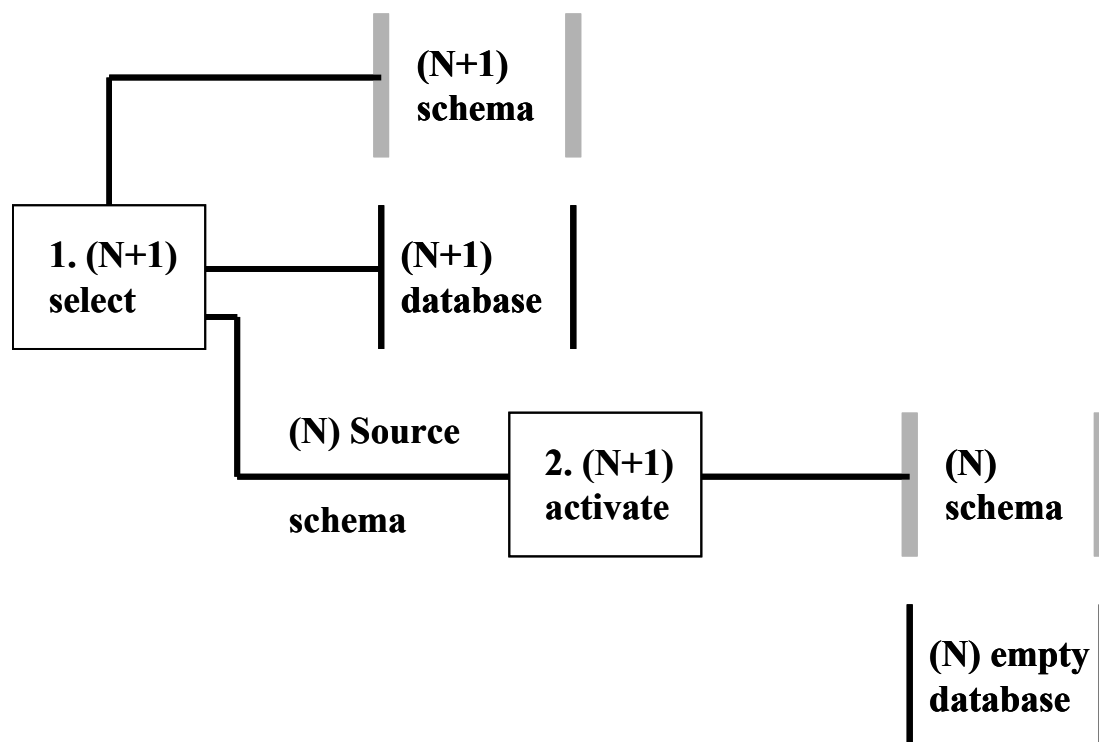 (N+1)
schema
1. (N+1)
select
(N+1)
database
(N) Source
schema
2. (N+1)
activate
(N)
schema
(N) empty
database